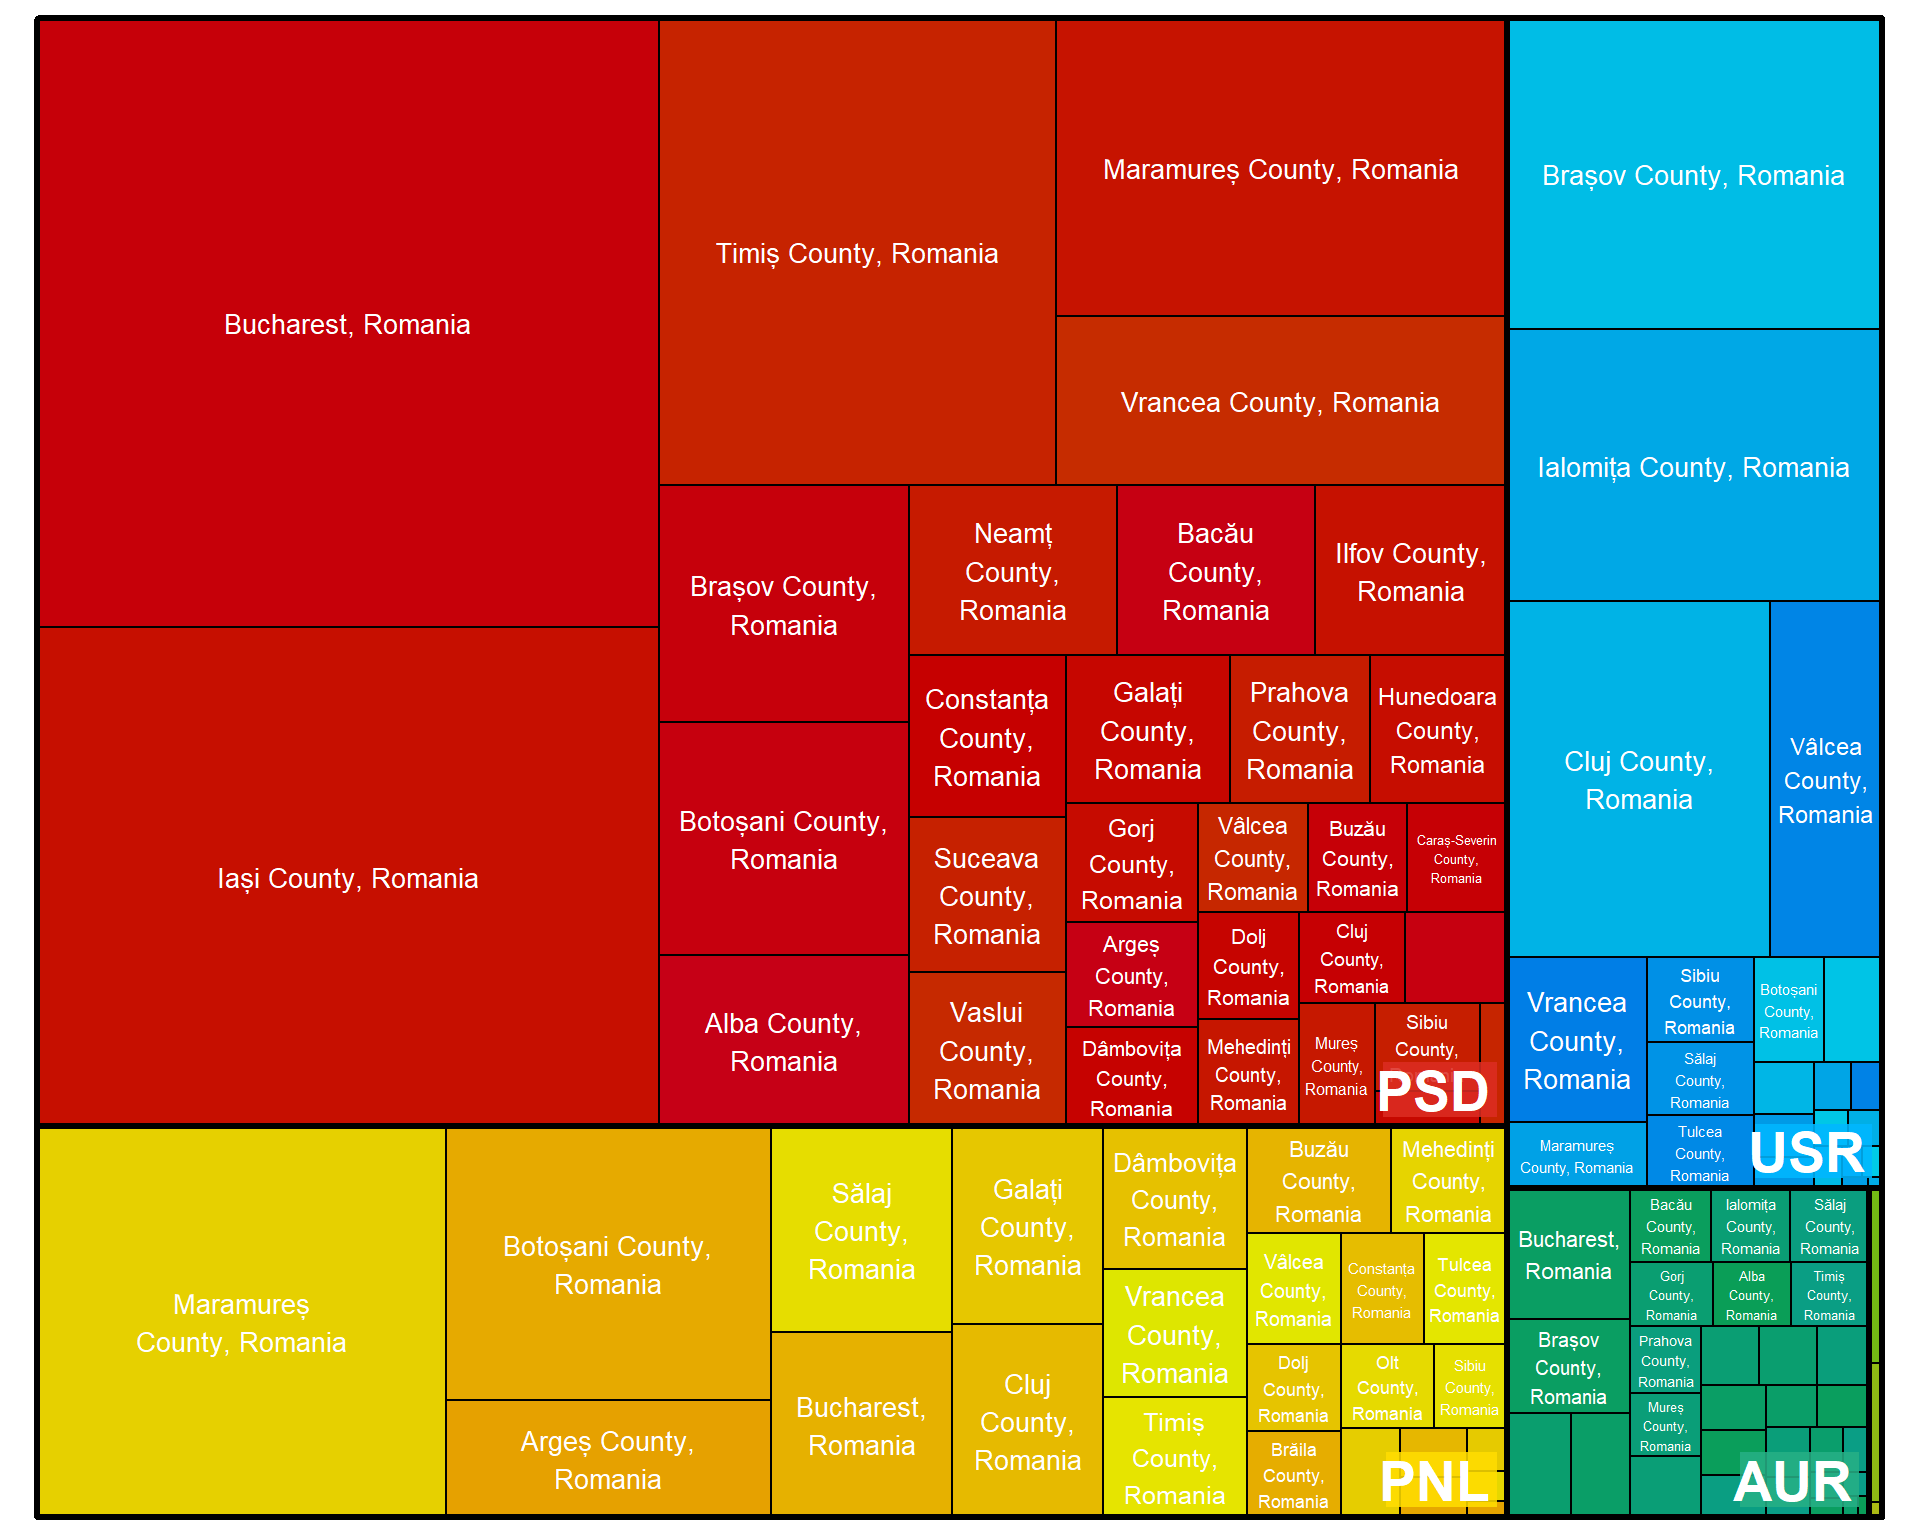 Bucharest, Romania
Iași County, Romania
Timiș County, Romania
Maramureș County, Romania
Vrancea County, Romania
Brașov County,
Romania
Botoșani County,
Romania
Alba County,
Romania
Neamț
County,
Romania
Bacău
County,
Romania
Ilfov County,
Romania
Constanța
County,
Romania
Suceava
County,
Romania
Vaslui
County,
Romania
Galați
County,
Romania
Prahova
County,
Romania
Hunedoara
County,
Romania
Gorj
County,
Romania
Argeș
County,
Romania
Dâmbovița
County,
Romania
Vâlcea
County,
Romania
Buzău
County,
Romania
Caraș-Severin
County,
Romania
Dolj
County,
Romania
Mehedinți
County,
Romania
Cluj
County,
Romania
Mureș
County,
Romania
Sibiu
County,
PSD
Brașov County, Romania
Ialomița County, Romania
Cluj County,
Romania
Vâlcea
County,
Romania
Vrancea
County,
Romania
Maramureș
County, Romania
Sibiu
County,
Romania
Sălaj
County,
Romania
Tulcea
County,
Romania
Botoșani
County,
Romania
USR
Maramureș
County, Romania
Botoșani County,
Romania
Argeș County,
Romania
Sălaj
County,
Romania
Bucharest,
Romania
Galați
County,
Romania
Cluj
County,
Romania
Dâmbovița
County,
Romania
Vrancea
County,
Romania
Timiș
County,
Romania
Buzău
County,
Romania
Mehedinți
County,
Romania
Vâlcea
County,
Romania
Constanța
County,
Romania
Tulcea
County,
Romania
Dolj
County,
Romania
Olt
County,
Romania
Sibiu
County,
Romania
Brăila
County,
Romania
PNL
Bucharest,
Romania
Brașov
County,
Romania
Bacău
County,
Romania
Ialomița
County,
Romania
Sălaj
County,
Romania
Gorj
County,
Romania
Alba
County,
Romania
Timiș
County,
Romania
Prahova
County,
Romania
Mureș
County,
Romania
AUR